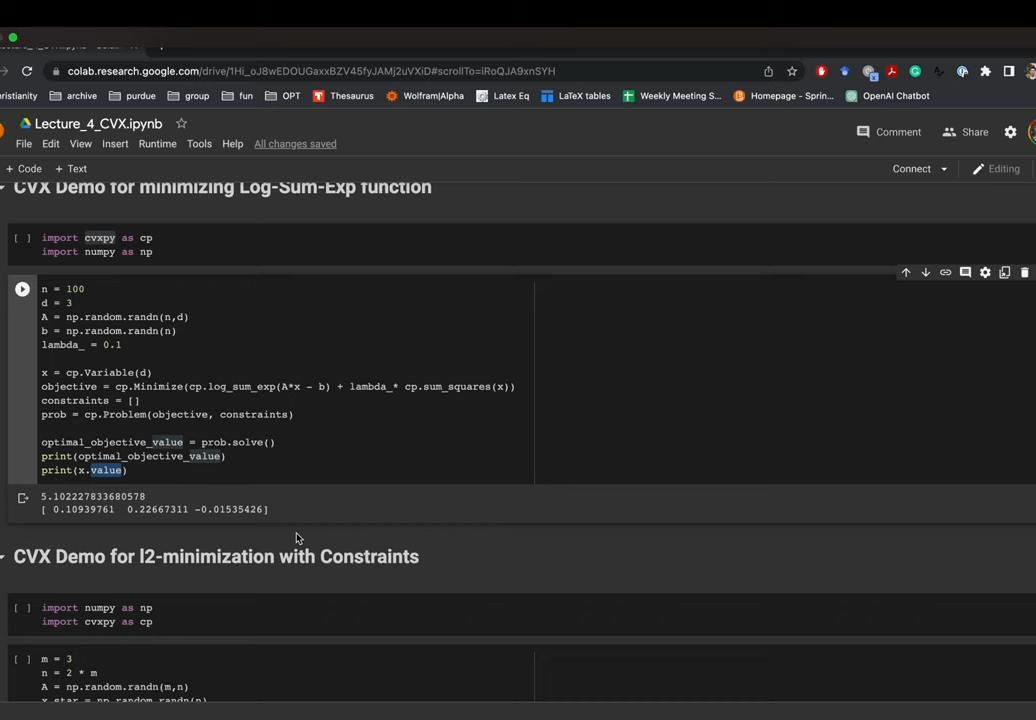 colab.research.google.com/drive/1Hi_oJ8wEDOUGaxxBZV45fyJAMj2uVXiD#scrollTo=iRoQJA9xnSYH
christianity archive purdue group fun OPT Thesaurus Wolfram|Alpha Latex Eq LaTeX tables Weekly Meeting S... Homepage - Sprin... OpenAI Chatbot
Lecture_4_CVX.ipynb
Comment Share
File Edit View Insert Runtime Tools Help All changes saved
+ Code + Text Connect Editing
CVX Demo for minimizing Log-Sum-Exp function
[ ] import cvxpy as cp
import numpy as np
n = 100
d = 3
A = np.random.randn(n,d)
b = np.random.randn(n)
lambda_ = 0.1
x = cp.Variable(d)
objective = cp.Minimize(cp.log_sum_exp(A*x - b) + lambda_* cp.sum_squares(x))
constraints = []
prob = cp.Problem(objective, constraints)
optimal_objective_value = prob.solve()
print(optimal_objective_value)
print(x.value)
5.102227833680578
[ 0.10939761 0.22667311 -0.01535426]
CVX Demo for l2-minimization with Constraints
[ ] import numpy as np
import cvxpy as cp
[ ] m = 3
n = 2 * m
A = np.random.randn(m,n)
x_star = np.random.randn(n)